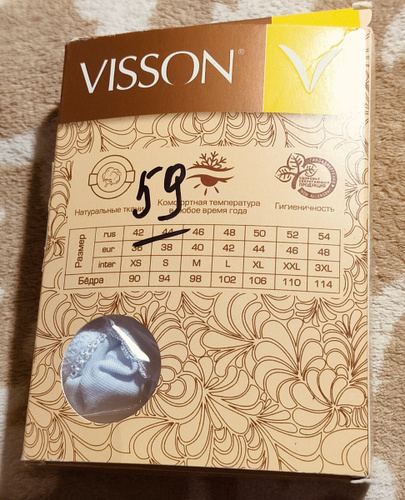 VISSON®
V
59
Натуральные ткани
Комфортная температура
в любое время года
Гигиеничность
Размер
rus 42 44 46 48 50 52 54
eur 36 38 40 42 44 46 48
inter XS S M L XL XXL 3XL
Бёдра 90 94 98 102 106 110 114